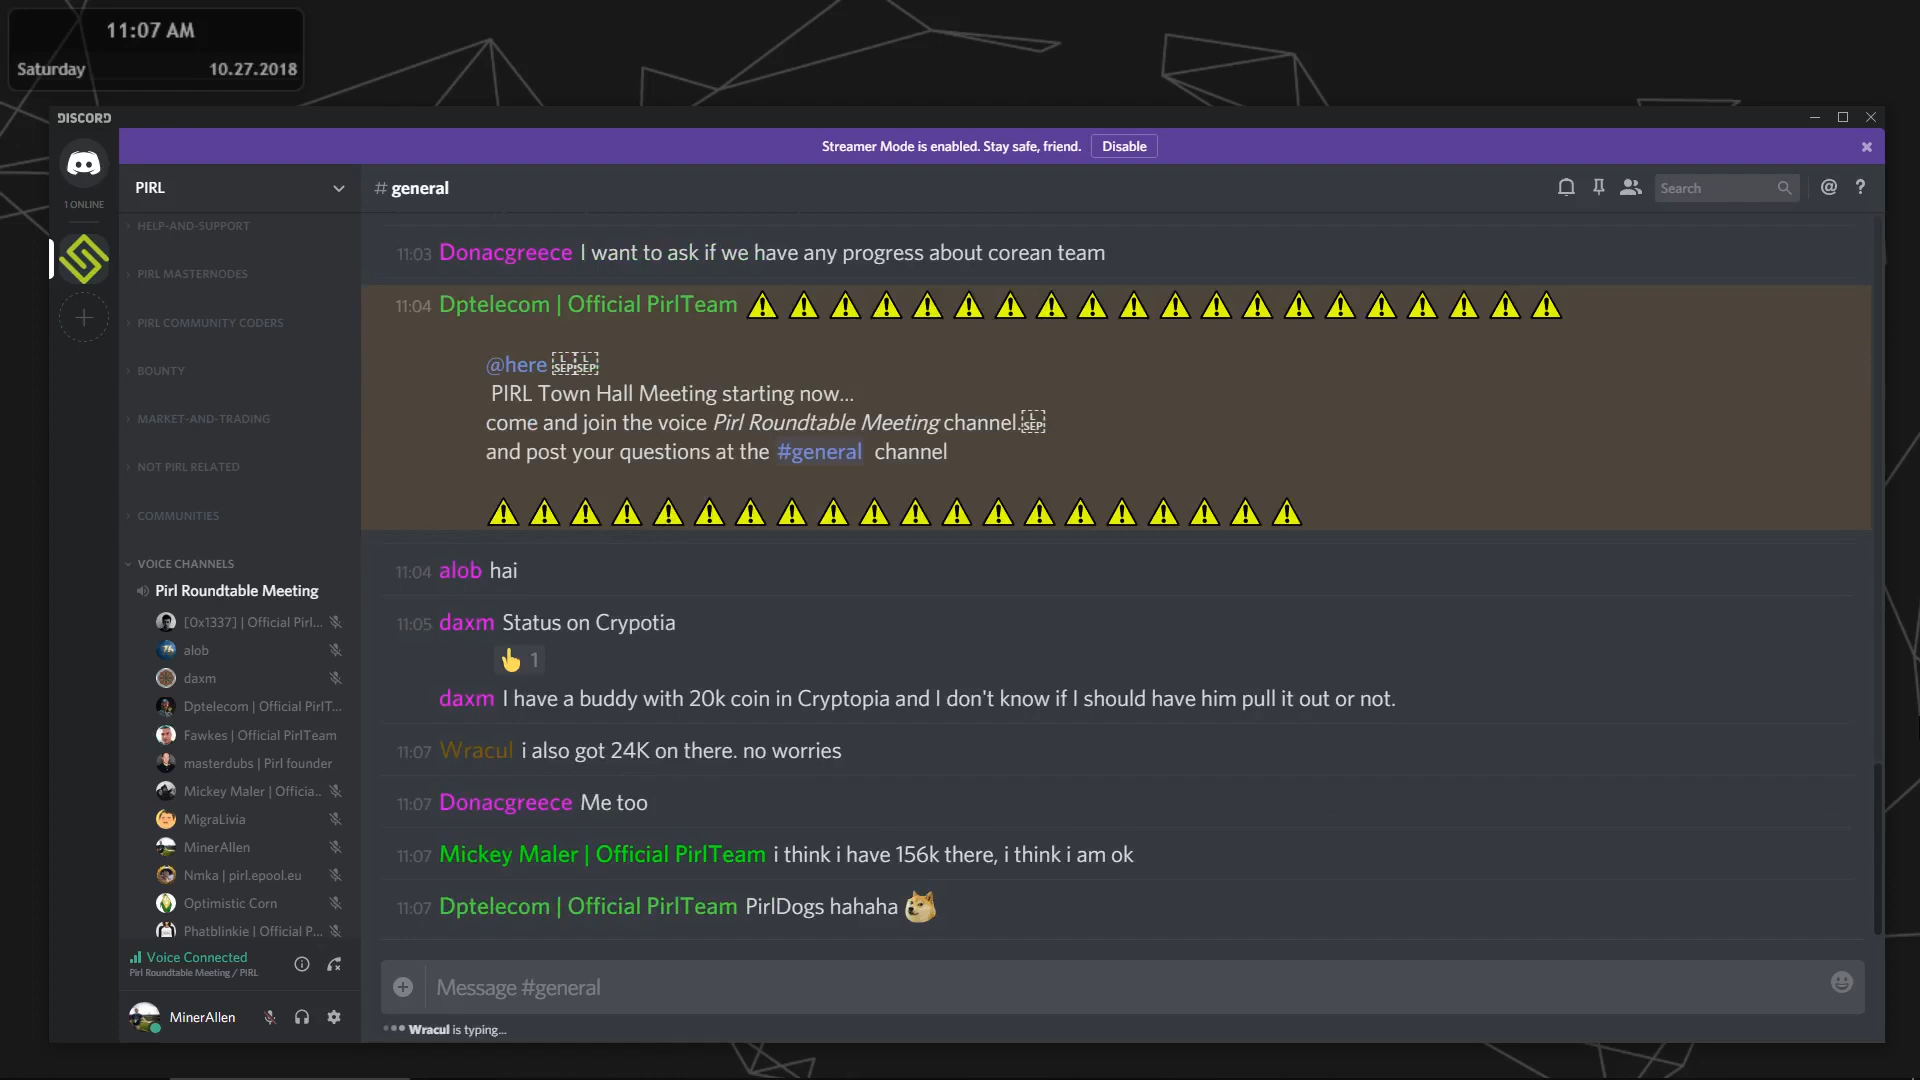 11:07 AM
Saturday 10.27.2018
DISCORD
Streamer Mode is enabled. Stay safe, friend. Disable
1 ONLINE
PIRL
HELP-AND-SUPPORT
PIRL MASTERNODES
PIRL COMMUNITY CODERS
BOUNTY
MARKET-AND-TRADING
NOT PIRL RELATED
COMMUNITIES
VOICE CHANNELS
Pirl Roundtable Meeting
[0x1337] | Official Pirl...
alob
daxm
Dptelecom | Official PirlT...
Fawkes | Official PirlTeam
masterdubs | Pirl founder
Mickey Maler | Officia...
MigraLivia
MinerAllen
Nmka | pirl.epool.eu
Optimistic Corn
Phatblinkie | Official P...
Voice Connected
Pirl Roundtable Meeting / PIRL
MinerAllen
# general
Search
@ ?
11:03 Donacgreece I want to ask if we have any progress about corean team
11:04 Dptelecom | Official PirlTeam ⚠ ⚠ ⚠ ⚠ ⚠ ⚠ ⚠ ⚠ ⚠ ⚠ ⚠ ⚠ ⚠ ⚠ ⚠ ⚠ ⚠ ⚠ ⚠ ⚠
@here L SEP L SEP
PIRL Town Hall Meeting starting now...
come and join the voice Pirl Roundtable Meeting channel. L SEP
and post your questions at the #general channel
⚠ ⚠ ⚠ ⚠ ⚠ ⚠ ⚠ ⚠ ⚠ ⚠ ⚠ ⚠ ⚠ ⚠ ⚠ ⚠ ⚠ ⚠ ⚠ ⚠
11:04 alob hai
11:05 daxm Status on Crypotia
👆 1
daxm I have a buddy with 20k coin in Cryptopia and I don't know if I should have him pull it out or not.
11:07 Wracul i also got 24K on there. no worries
11:07 Donacgreece Me too
11:07 Mickey Maler | Official PirlTeam i think i have 156k there, i think i am ok
11:07 Dptelecom | Official PirlTeam PirlDogs hahaha
Message #general
Wracul is typing...